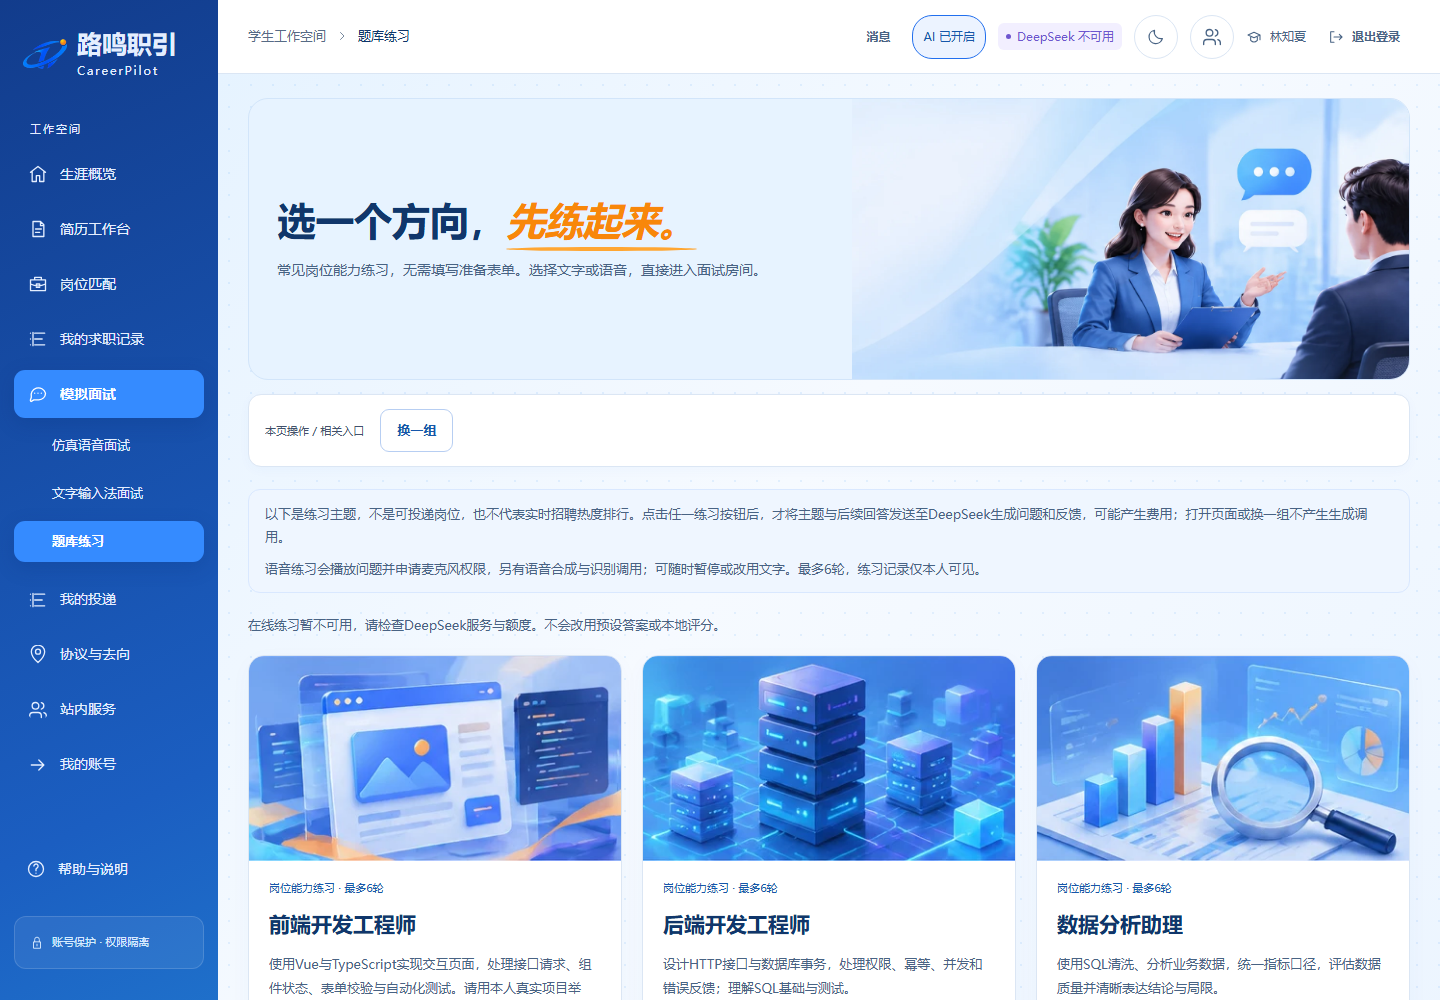 路鸣职引
CareerPilot
工作空间
生涯概览
简历工作台
岗位匹配
我的求职记录
模拟面试
仿真语音面试
文字输入法面试
题库练习
我的投递
协议与去向
站内服务
我的账号
帮助与说明
账号保护 · 权限隔离
学生工作空间 > 题库练习
消息
AI 已开启
DeepSeek 不可用
林知夏
退出登录
选一个方向，先练起来。
常见岗位能力练习，无需填写准备表单。选择文字或语音，直接进入面试房间。
本页操作 / 相关入口
换一组
以下是练习主题，不是可投递岗位，也不代表实时招聘热度排行。点击任一练习按钮后，才将主题与后续回答发送至DeepSeek生成问题和反馈，可能产生费用；打开页面或换一组不产生生成调
用。
语音练习会播放问题并申请麦克风权限，另有语音合成与识别调用；可随时暂停或改用文字。最多6轮，练习记录仅本人可见。
在线练习暂不可用，请检查DeepSeek服务与额度。不会改用预设答案或本地评分。
岗位能力练习 · 最多6轮
前端开发工程师
使用Vue与TypeScript实现交互页面，处理接口请求、组
件状态、表单校验与自动化测试。请用本人真实项目举
岗位能力练习 · 最多6轮
后端开发工程师
设计HTTP接口与数据库事务，处理权限、幂等、并发和
错误反馈；理解SQL基础与测试。
岗位能力练习 · 最多6轮
数据分析助理
使用SQL清洗、分析业务数据，统一指标口径，评估数据
质量并清晰表达结论与局限。